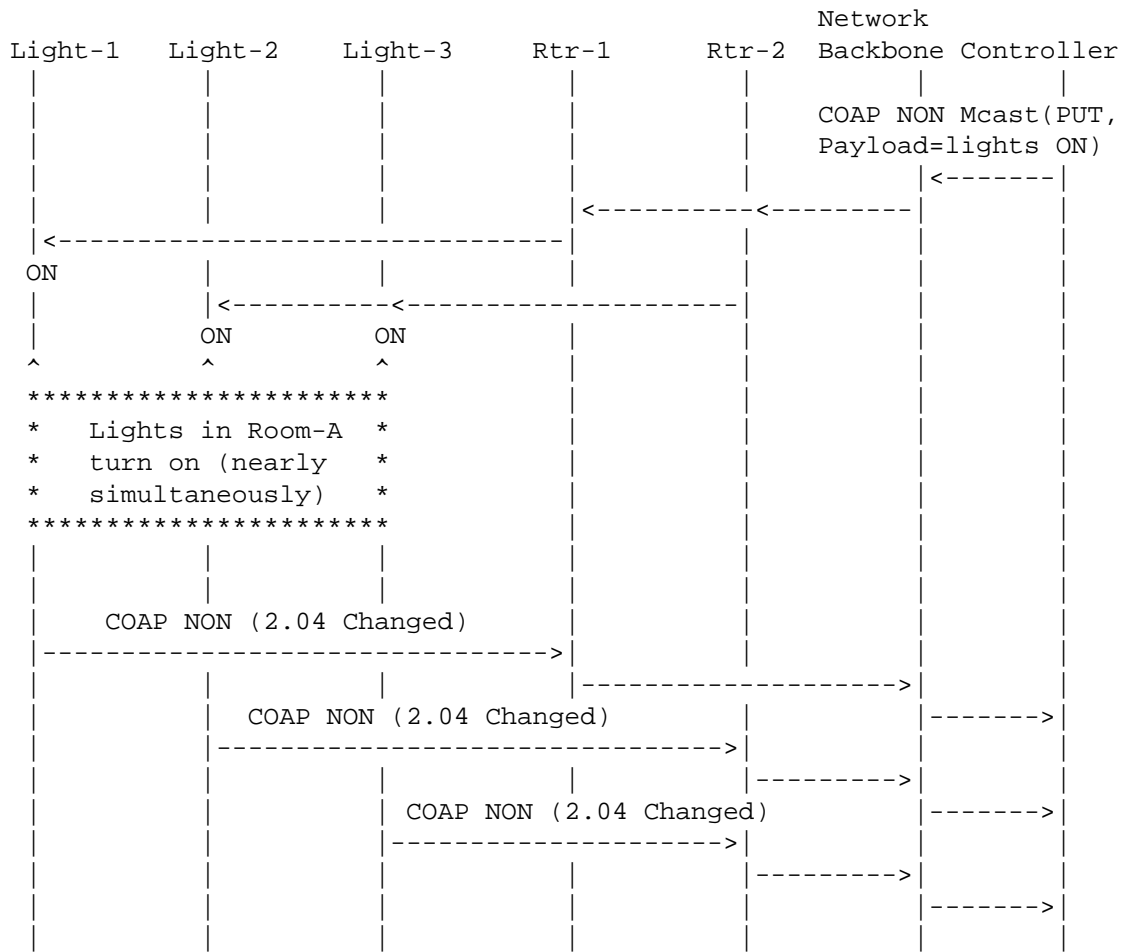 Network
Light-1 Light-2 Light-3 Rtr-1 Rtr-2 Backbone Controller
COAP NON Mcast(PUT,
Payload=lights ON)
ON
ON ON
Lights in Room-A
turn on (nearly
simultaneously)
COAP NON (2.04 Changed)
COAP NON (2.04 Changed)
COAP NON (2.04 Changed)